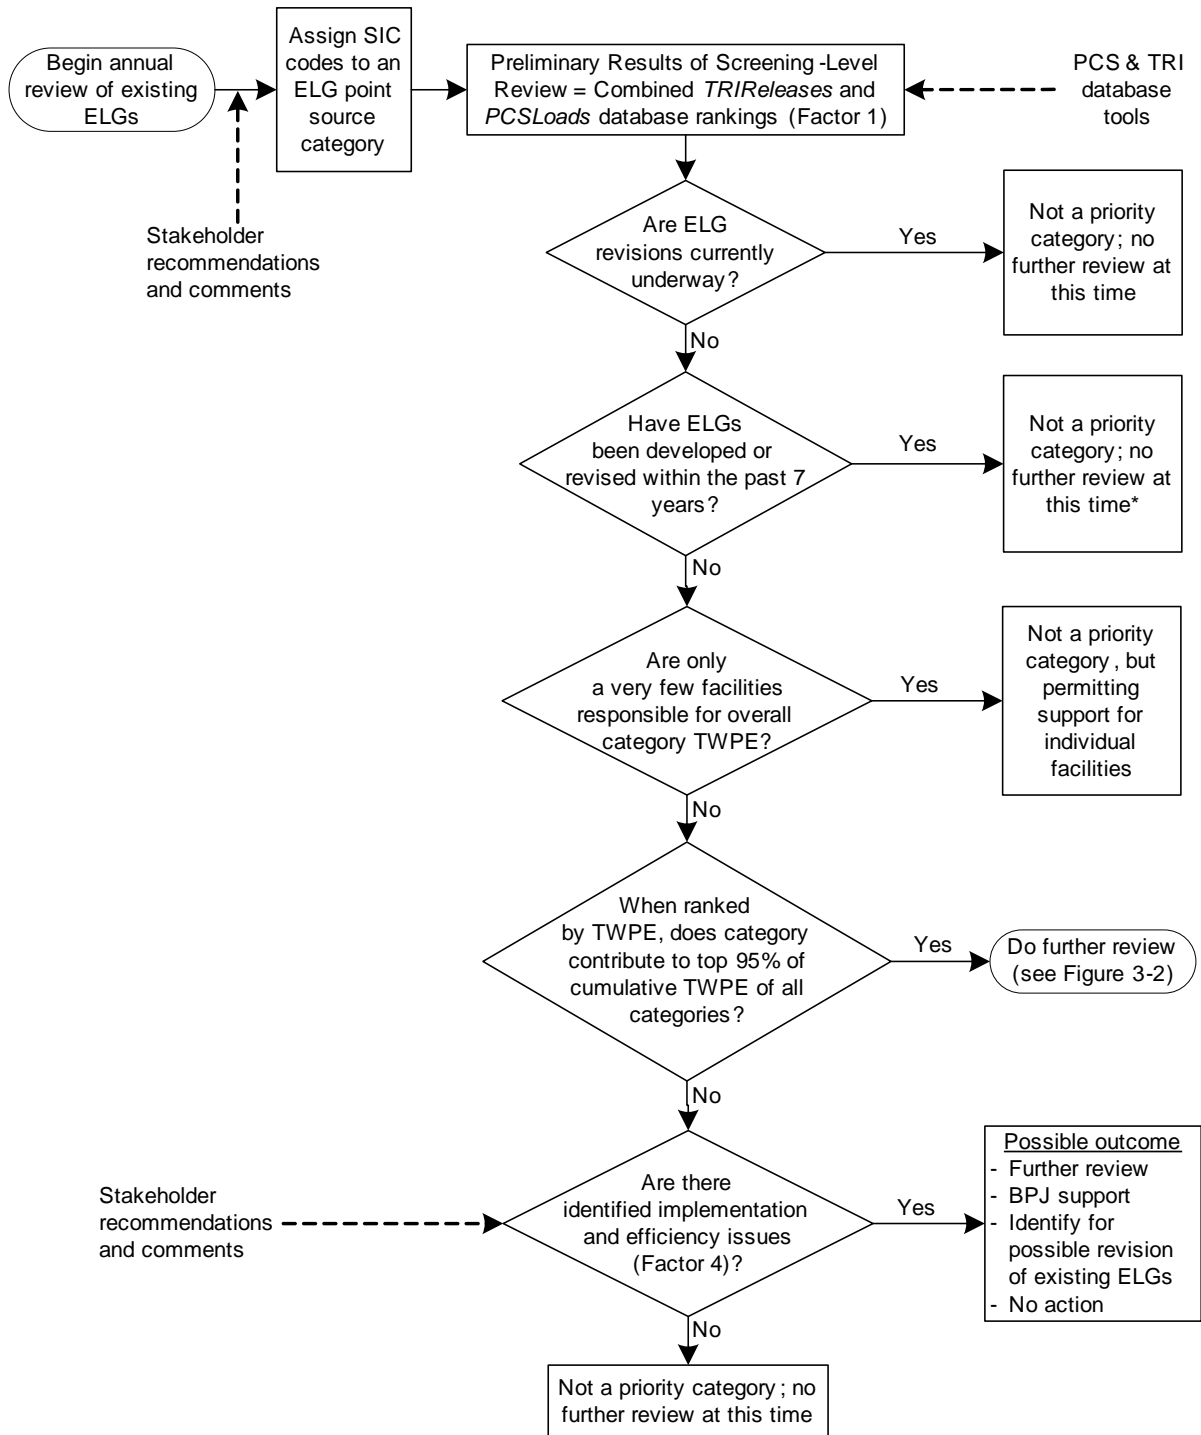 Begin annual
review of existing
ELGs
Assign SIC
codes to an
ELG point
source
category
Preliminary Results of Screening -Level
Review = Combined TRIReleases and
PCSLoads database rankings (Factor 1)
PCS & TRI
database
tools
Stakeholder
recommendations
and comments
Are ELG
revisions currently
underway?
Yes
Not a priority
category; no
further review at
this time
No
Have ELGs
been developed or
revised within the past 7
years?
Yes
Not a priority
category; no
further review at
this time*
No
Are only
a very few facilities
responsible for overall
category TWPE?
Yes
Not a priority
category, but
permitting
support for
individual
facilities
No
When ranked
by TWPE, does category
contribute to top 95% of
cumulative TWPE of all
categories?
Yes
Do further review
(see Figure 3-2)
No
Stakeholder
recommendations
and comments
Are there
identified implementation
and efficiency issues
(Factor 4)?
Yes
Possible outcome
- Further review
- BPJ support
- Identify for
possible revision
of existing ELGs
- No action
No
Not a priority category; no
further review at this time